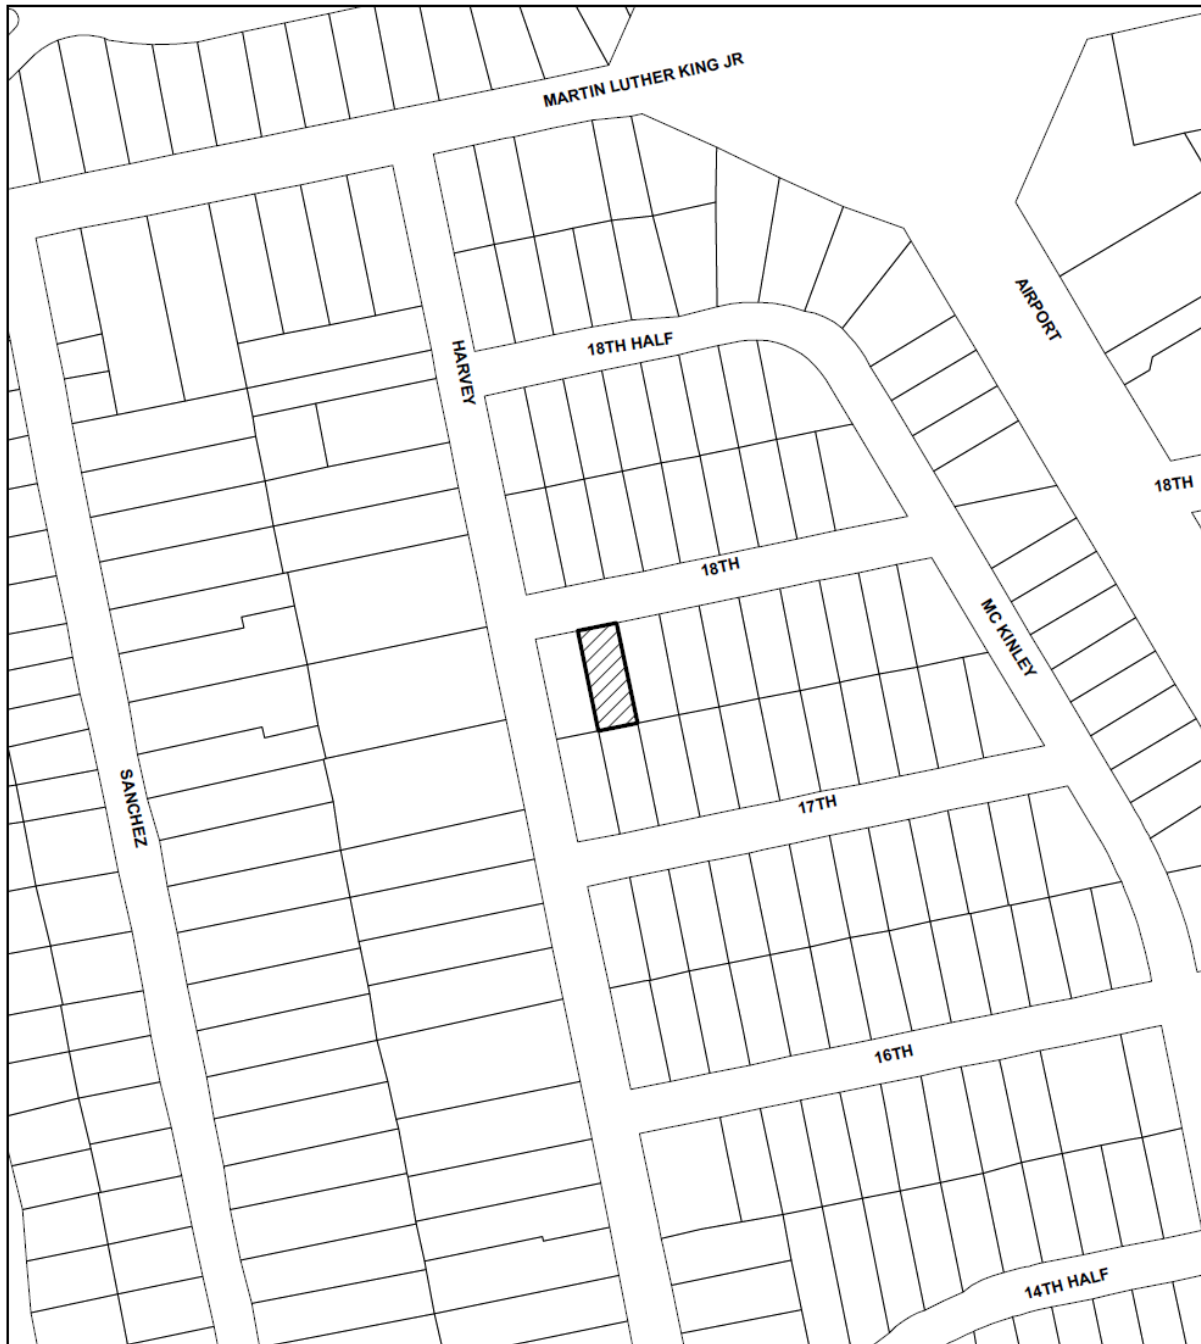 MARTIN LUTHER KING JR
AIRPORT
18TH HALF
HARVEY
18TH
18TH
MC KINLEY
SANCHEZ
17TH
16TH
14TH HALF